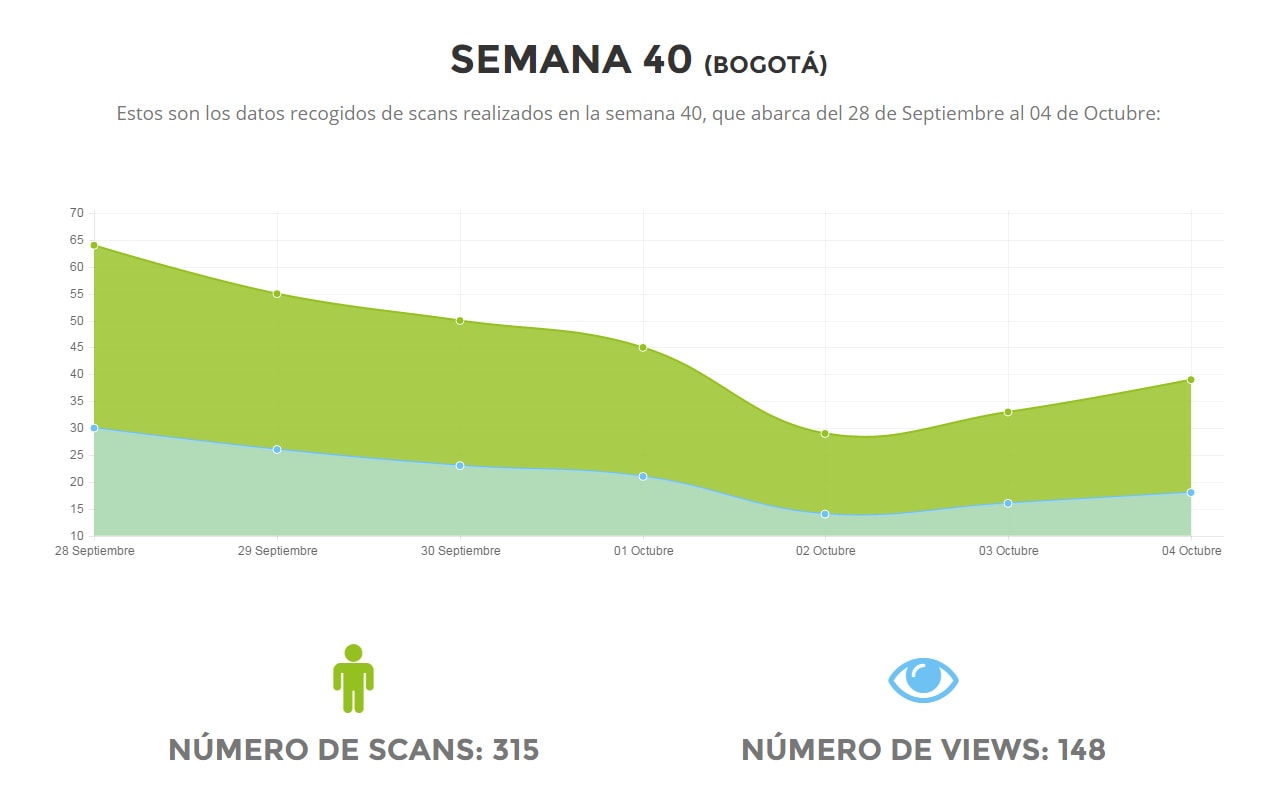 SEMANA 40 (BOGOTÁ)
Estos son los datos recogidos de scans realizados en la semana 40, que abarca del 28 de Septiembre al 04 de Octubre:
70
65
60
55
50
45
40
35
30
25
20
15
10
28 Septiembre 29 Septiembre 30 Septiembre 01 Octubre 02 Octubre 03 Octubre 04 Octubre
NÚMERO DE SCANS: 315
NÚMERO DE VIEWS: 148